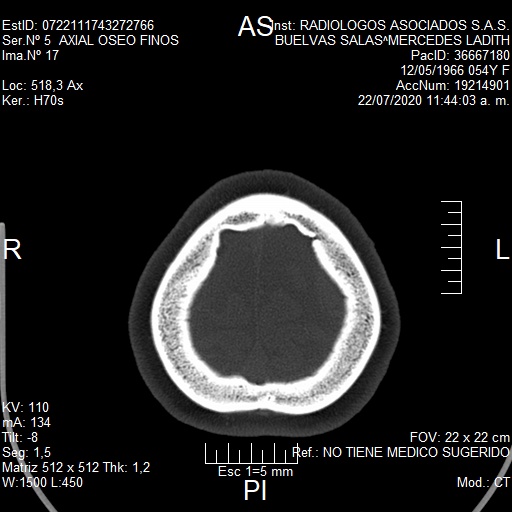 EstID: 0722111743272766
Ser.Nº 5 AXIAL OSEO FINOS
Ima.Nº 17
Loc: 518,3 Ax
Ker.: H70s
AS
Inst: RADIOLOGOS ASOCIADOS S.A.S.
BUELVAS SALAS^MERCEDES LADITH
PacID: 36667180
12/05/1966 054Y F
AccNum: 19214901
22/07/2020 11:44:03 a. m.
R
L
KV: 110
mA: 134
Tilt: -8
Seg: 1,5
Matriz 512 x 512 Thk: 1,2
W:1500 L:450
Esc 1=5 mm
PI
FOV: 22 x 22 cm
Ref.: NO TIENE MEDICO SUGERIDO
Mod.: CT